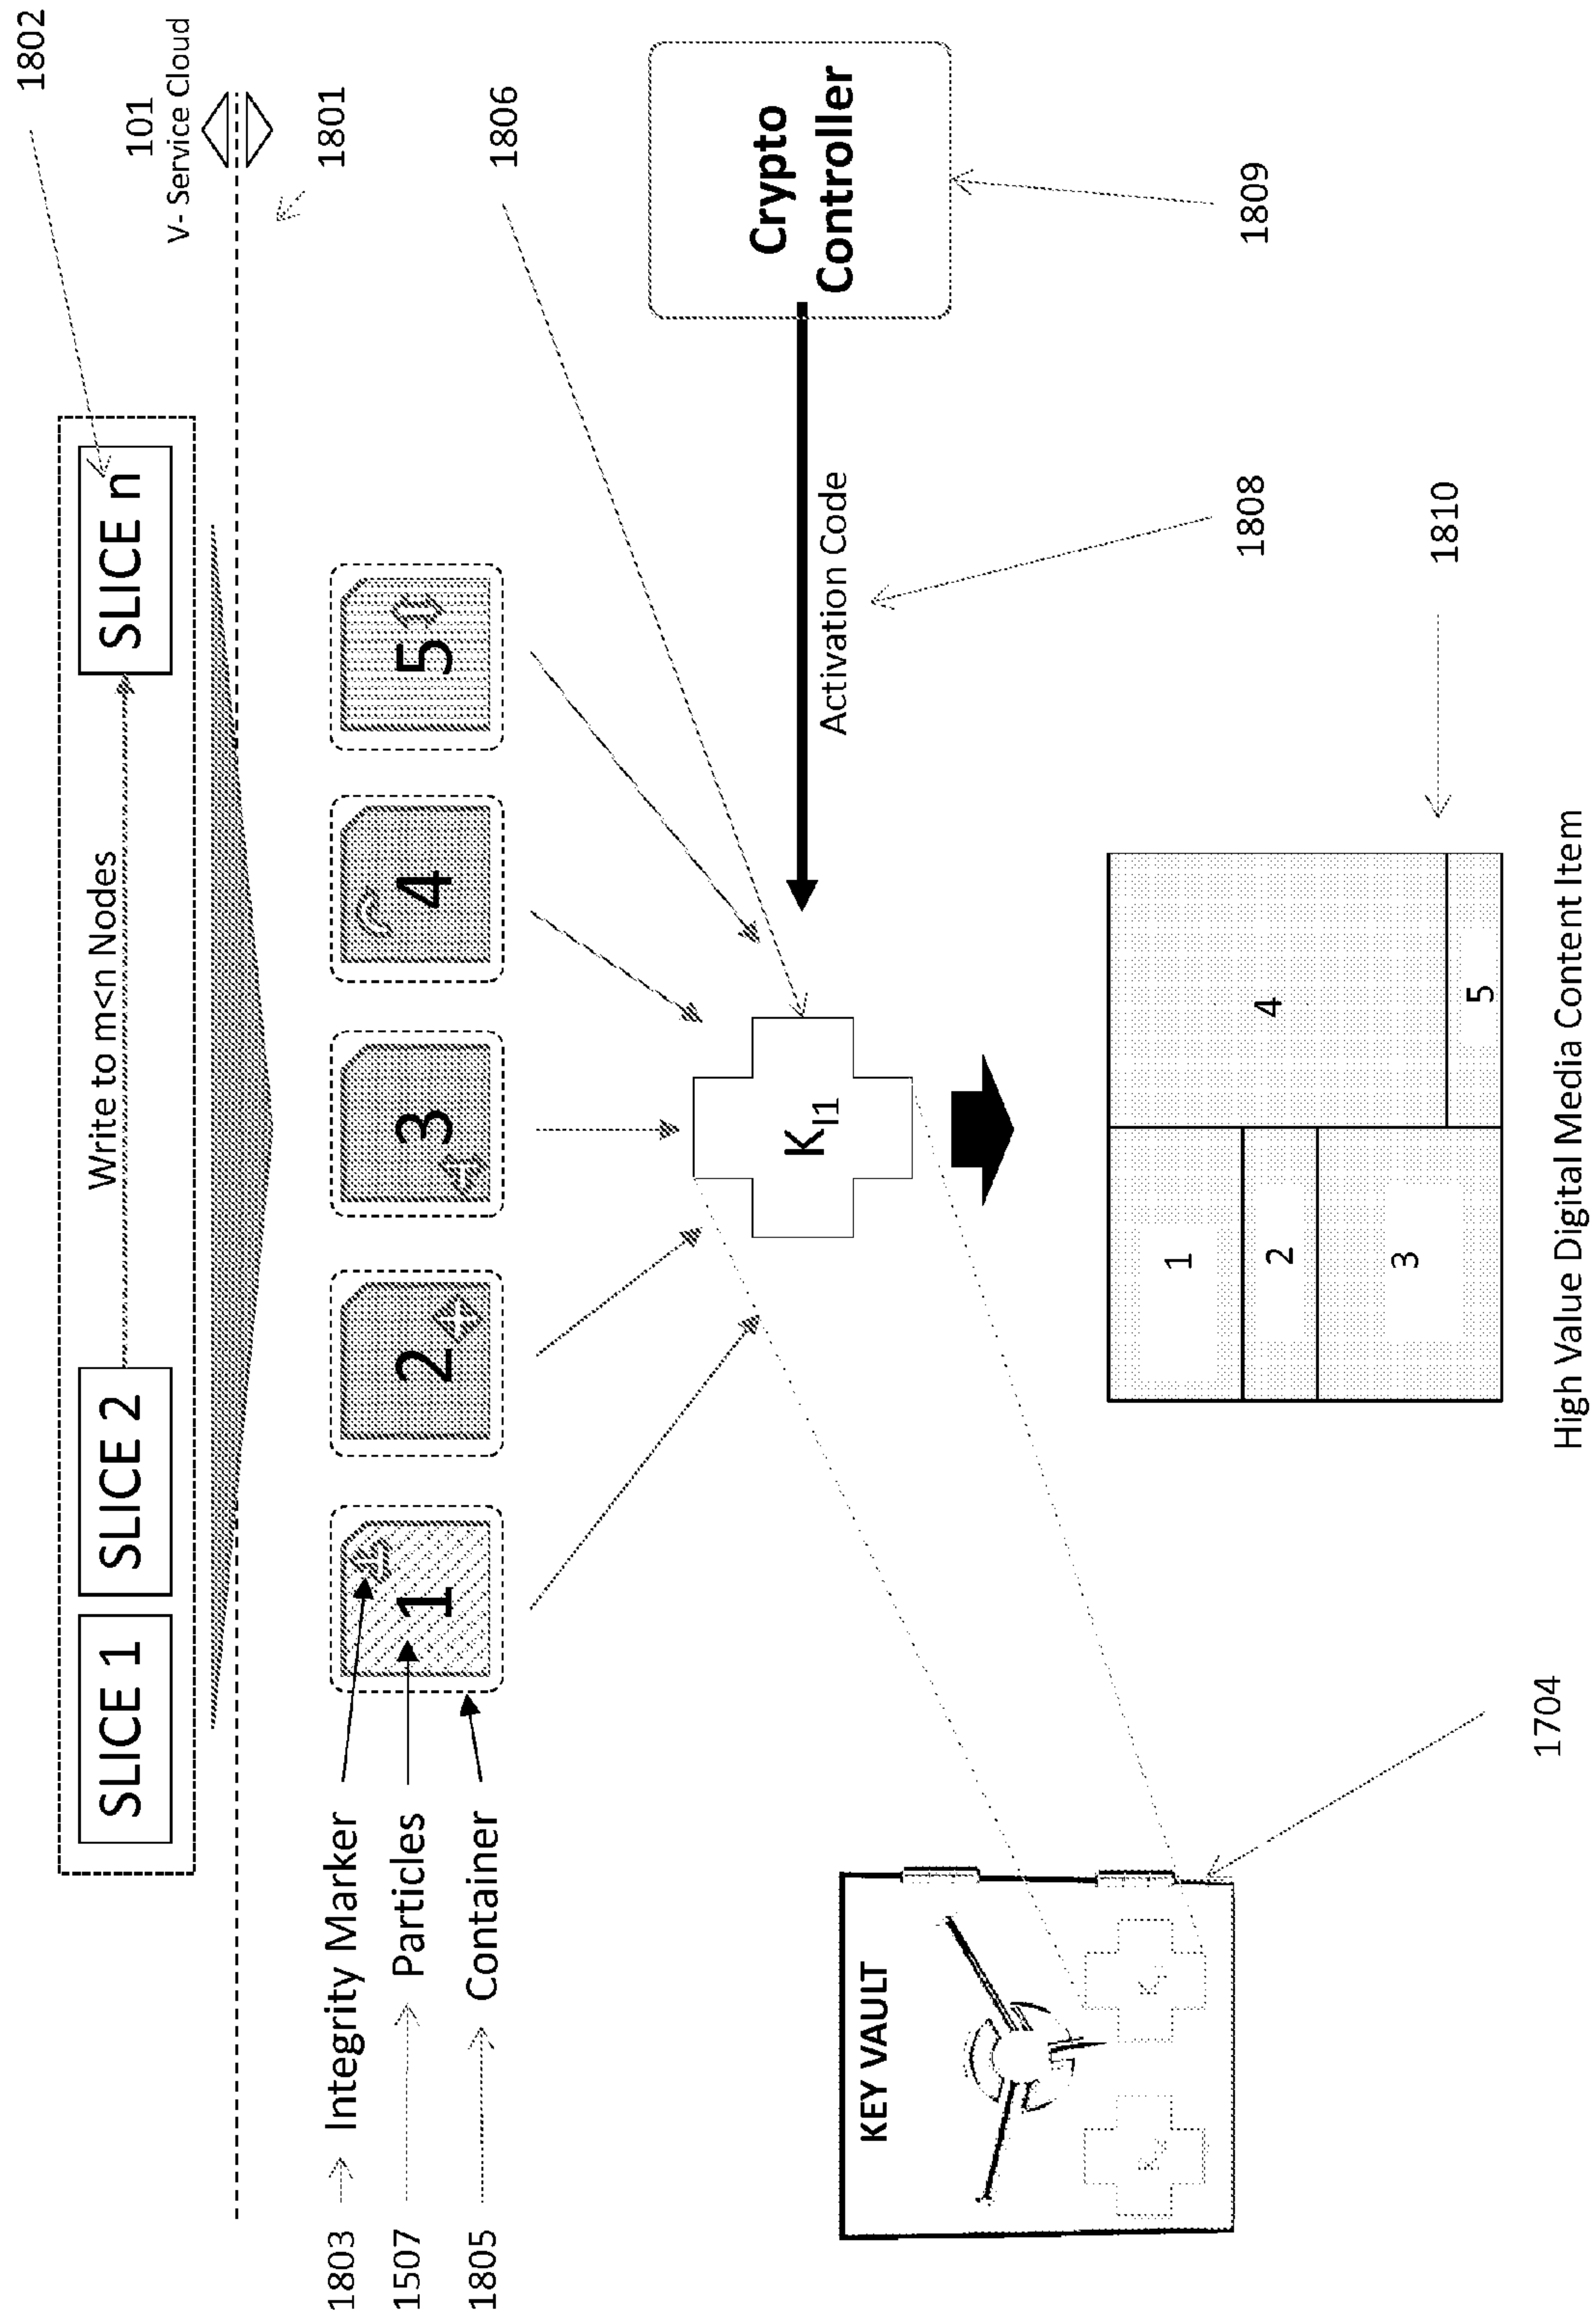 1802
101
V- Service Cloud
1801
SLICE 1
SLICE 2
Write to m<n Nodes
SLICE n
1803
Integrity Marker
1507
Particles
1805
Container
1
2
3
4
5
1806
KEY VAULT
K_I1
Activation Code
Crypto
Controller
1808
1809
1704
1
2
3
4
5
1810
High Value Digital Media Content Item